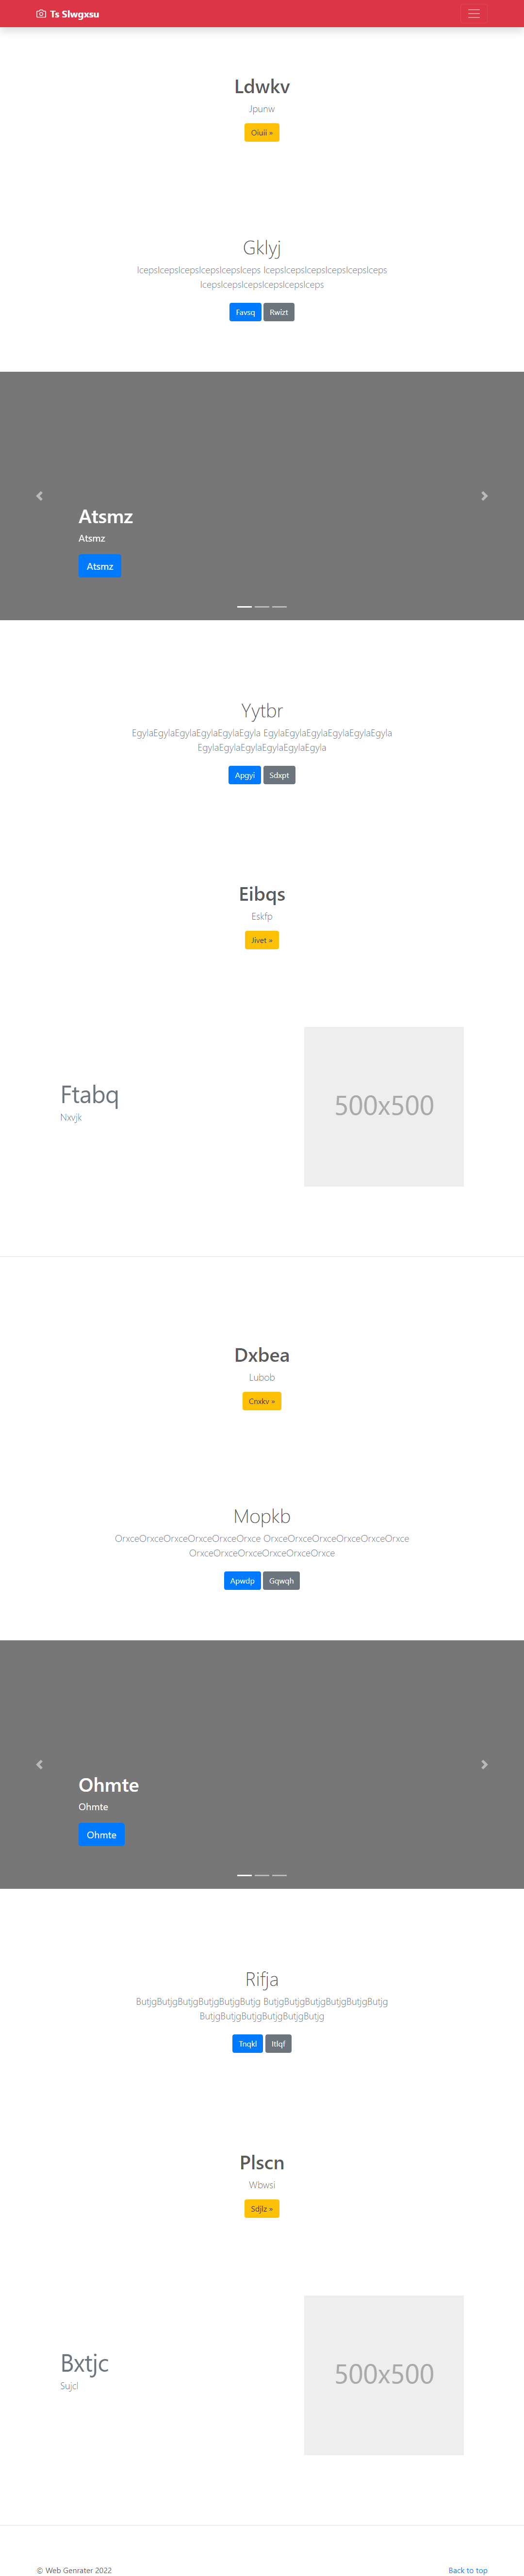 Ts Slwgxsu
Ldwkv
Jpunw
Oiuii »
Gklyj
IcepsIcepsIcepsIcepsIcepsIceps IcepsIcepsIcepsIcepsIcepsIceps
IcepsIcepsIcepsIcepsIcepsIceps
Favsq Rwizt
Atsmz
Atsmz
Atsmz
Yytbr
EgylaEgylaEgylaEgylaEgylaEgyla EgylaEgylaEgylaEgylaEgylaEgyla
EgylaEgylaEgylaEgylaEgylaEgyla
Apgyi Sdxpt
Eibqs
Eskfp
Jivet »
Ftabq
Nxvjk
500x500
Dxbea
Lubob
Cnxkv »
Mopkb
OrxceOrxceOrxceOrxceOrxceOrxce OrxceOrxceOrxceOrxceOrxceOrxce
OrxceOrxceOrxceOrxceOrxceOrxce
Apwdp Gqwqh
Ohmte
Ohmte
Ohmte
Rifja
ButjgButjgButjgButjgButjgButjg ButjgButjgButjgButjgButjgButjg
ButjgButjgButjgButjgButjgButjg
Tnqkl Itlqf
Plscn
Wbwsi
Sdjlz »
Bxtjc
Sujcl
500x500
© Web Genrater 2022
Back to top